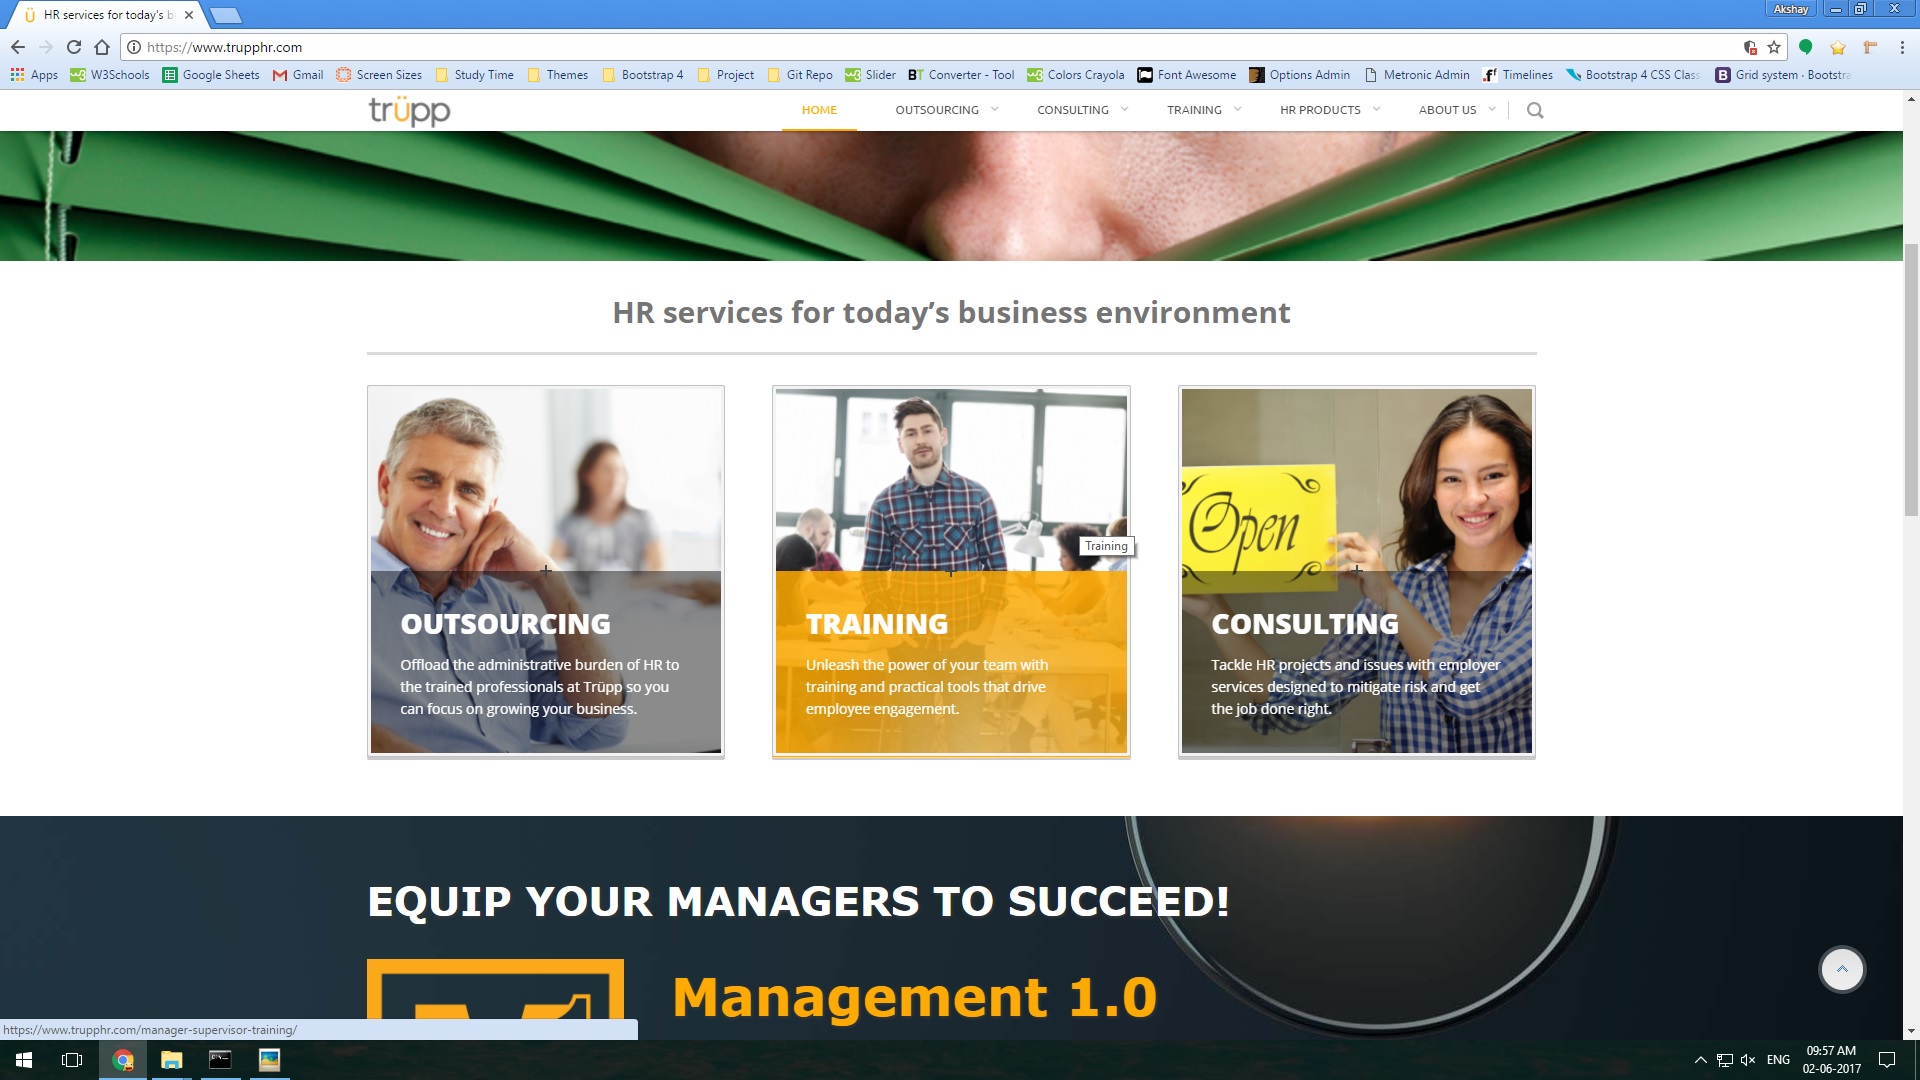 HR services for today's b
Akshay
https://www.trupphr.com
Apps W3Schools Google Sheets Gmail Screen Sizes Study Time Themes Bootstrap 4 Project Git Repo Slider BT Converter - Tool Colors Crayola Font Awesome Options Admin Metronic Admin Timelines Bootstrap 4 CSS Class Grid system · Bootstra
trüpp HOME OUTSOURCING CONSULTING TRAINING HR PRODUCTS ABOUT US
HR services for today’s business environment
Open
Training
OUTSOURCING
Offload the administrative burden of HR to
the trained professionals at Trüpp so you
can focus on growing your business.
TRAINING
Unleash the power of your team with
training and practical tools that drive
employee engagement.
CONSULTING
Tackle HR projects and issues with employer
services designed to mitigate risk and get
the job done right.
EQUIP YOUR MANAGERS TO SUCCEED!
Management 1.0
https://www.trupphr.com/manager-supervisor-training/
ENG
09:57 AM
02-06-2017